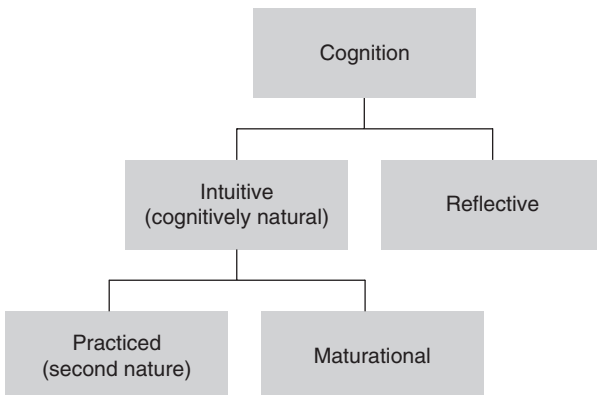 Cognition
Intuitive
(cognitively natural)
Reflective
Practiced
(second nature)
Maturational